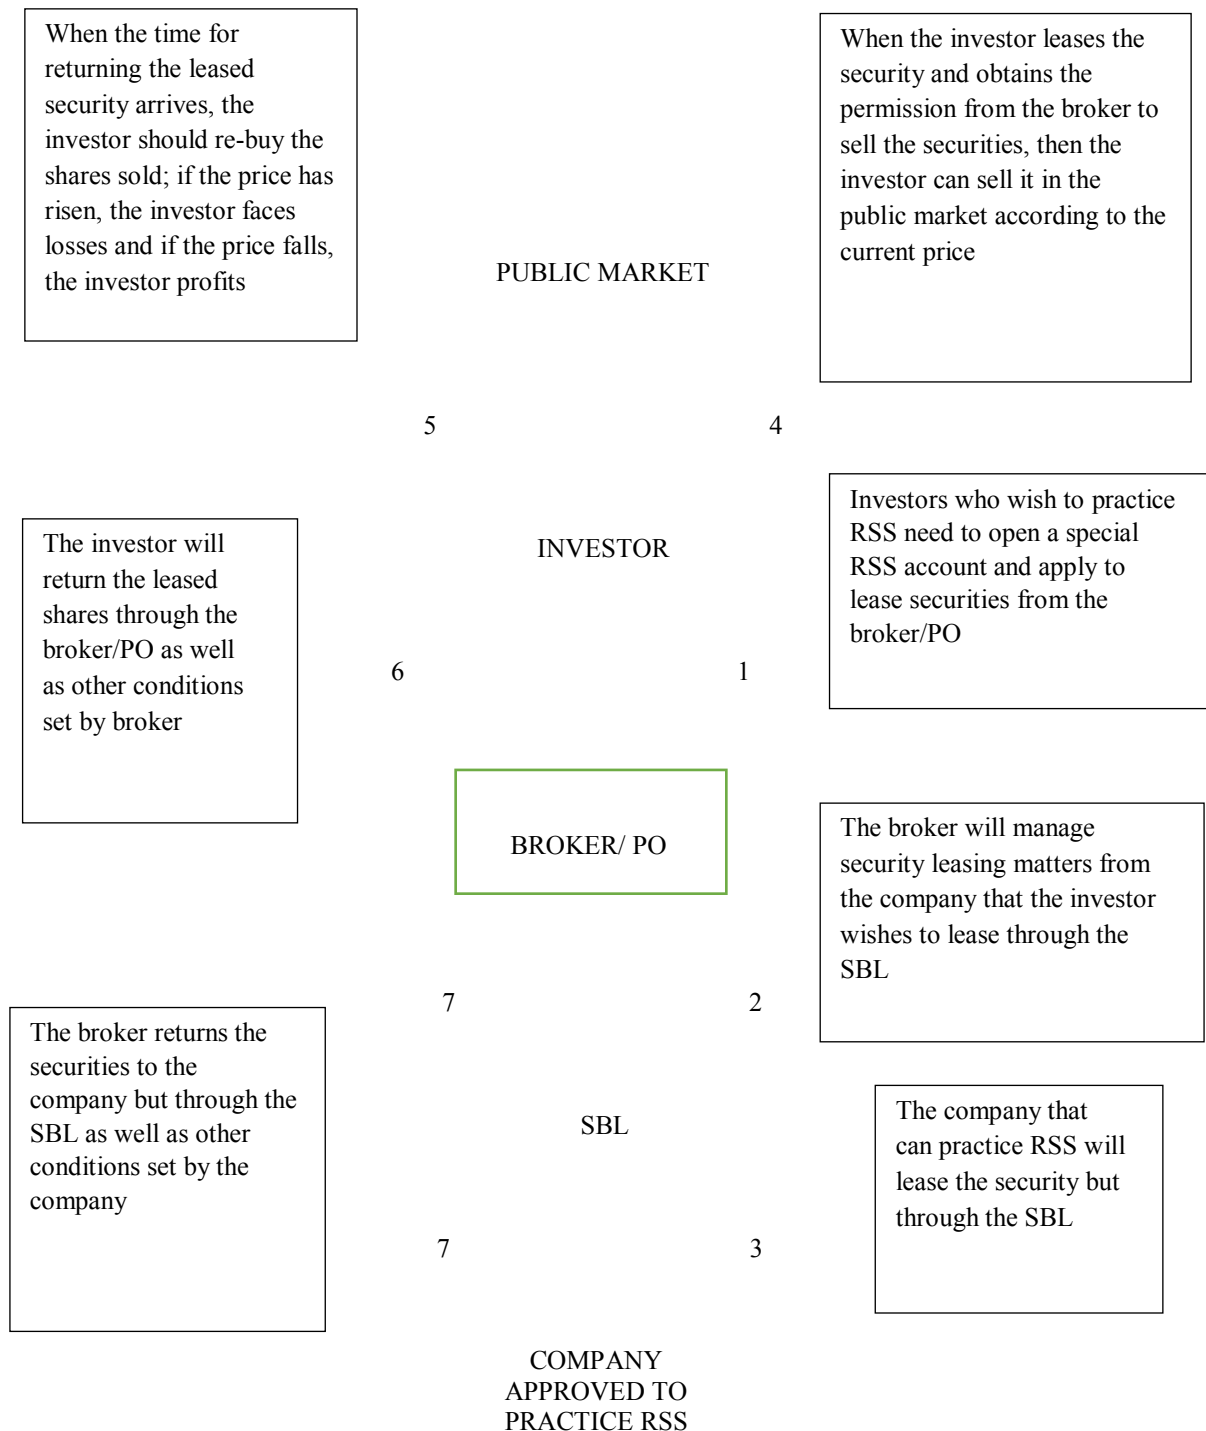 When the time for
returning the leased
security arrives, the
investor should re-buy the
shares sold; if the price has
risen, the investor faces
losses and if the price falls,
the investor profits
When the investor leases the
security and obtains the
permission from the broker to
sell the securities, then the
investor can sell it in the
public market according to the
current price
PUBLIC MARKET
5
4
The investor will
return the leased
shares through the
broker/PO as well
as other conditions
set by broker
INVESTOR
Investors who wish to practice
RSS need to open a special
RSS account and apply to
lease securities from the
broker/PO
6
1
BROKER/ PO
The broker will manage
security leasing matters from
the company that the investor
wishes to lease through the
SBL
7
2
The broker returns the
securities to the
company but through the
SBL as well as other
conditions set by the
company
SBL
The company that
can practice RSS will
lease the security but
through the SBL
7
3
COMPANY
APPROVED TO
PRACTICE RSS